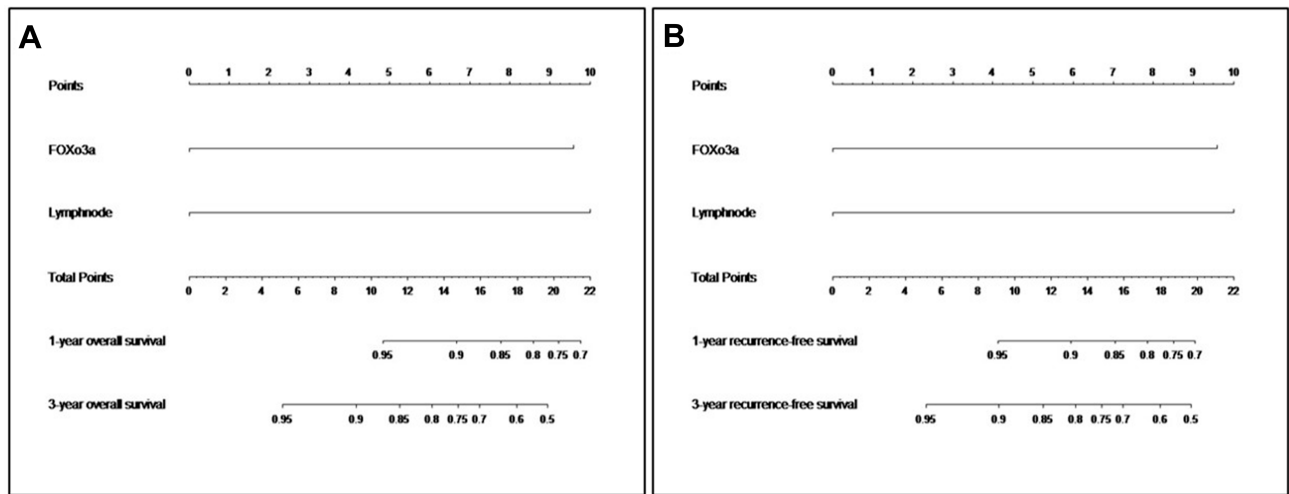 A
0 1 2 3 4 5 6 7 8 9 10
Points
FOXo3a
Lymphnode
Total Points
0 2 4 6 8 10 12 14 16 18 20 22
1-year overall survival
0.95 0.9 0.85 0.8 0.75 0.7
3-year overall survival
0.95 0.9 0.85 0.8 0.75 0.7 0.6 0.5
B
0 1 2 3 4 5 6 7 8 9 10
Points
FOXo3a
Lymphnode
Total Points
0 2 4 6 8 10 12 14 16 18 20 22
1-year recurrence-free survival
0.95 0.9 0.85 0.8 0.75 0.7
3-year recurrence-free survival
0.95 0.9 0.85 0.8 0.75 0.7 0.6 0.5